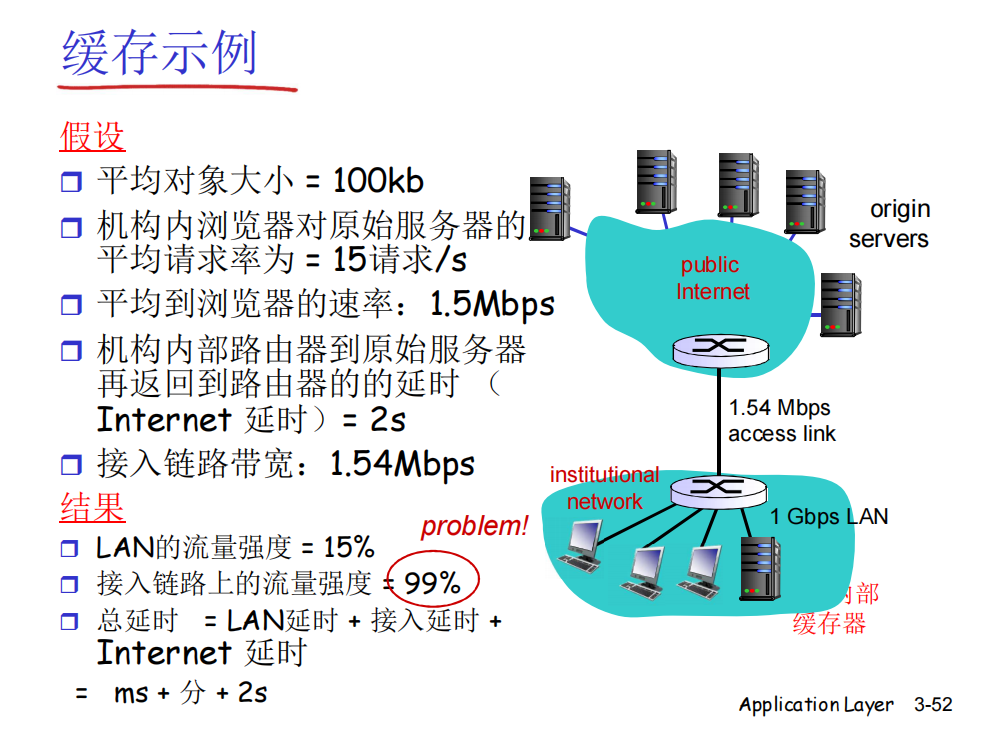 缓存示例
假设
平均对象大小 = 100kb
机构内浏览器对原始服务器的
平均请求率为 = 15请求/s
平均到浏览器的速率：1.5Mbps
机构内部路由器到原始服务器
再返回到路由器的的延时 （
Internet 延时）= 2s
接入链路带宽：1.54Mbps
结果
LAN的流量强度 = 15%
problem!
接入链路上的流量强度 = 99%
总延时 = LAN延时 + 接入延时 +
Internet 延时
= ms + 分 + 2s
origin
servers
public
Internet
1.54 Mbps
access link
institutional
network
1 Gbps LAN
部
缓存器
Application Layer 3-52